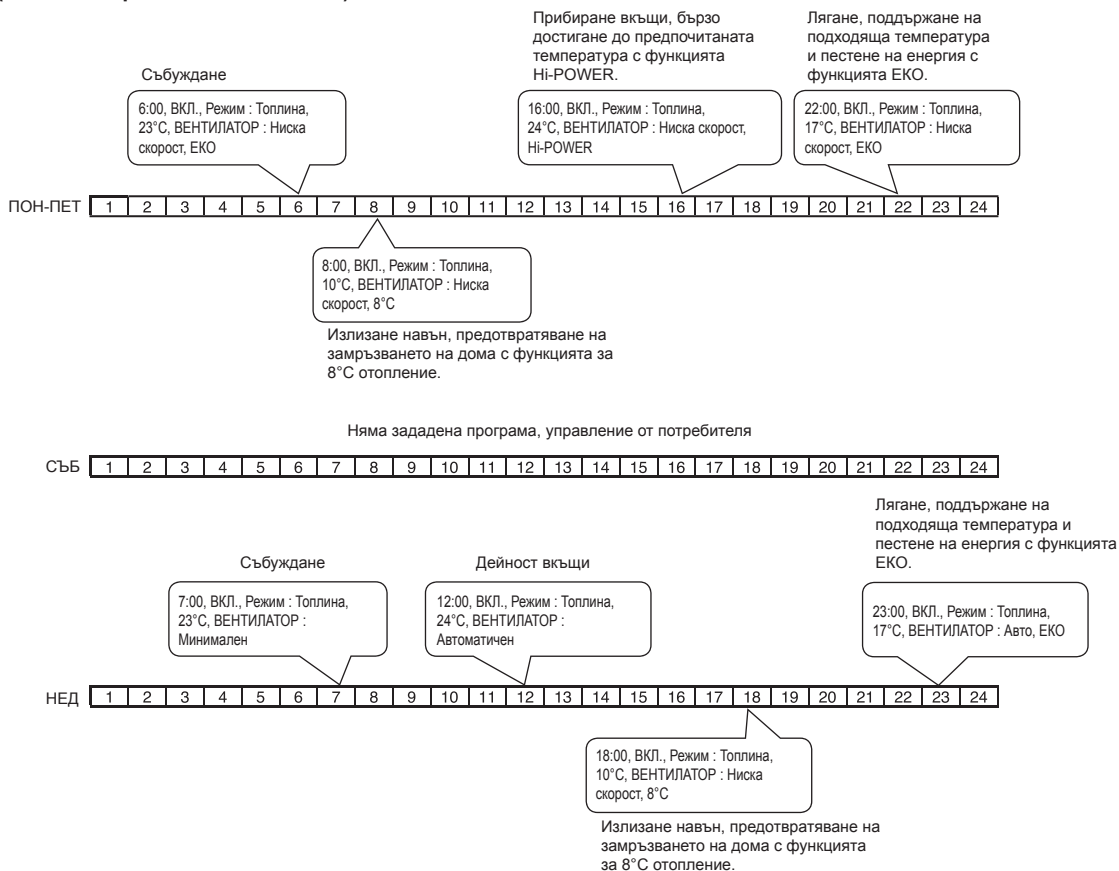 Прибиране вкъщи, бързо
достигане до предпочитаната
температура с функцията
Hi-POWER.
Лягане, поддържане на
подходяща температура
и пестене на енергия с
функцията ЕКО.
Събуждане
6:00, ВКЛ., Режим : Топлина,
23°C, ВЕНТИЛАТОР : Ниска
скорост, ЕКО
16:00, ВКЛ., Режим : Топлина,
24°C, ВЕНТИЛАТОР : Ниска скорост,
Hi-POWER
22:00, ВКЛ., Режим : Топлина,
17°C, ВЕНТИЛАТОР : Ниска
скорост, ЕКО
ПОН-ПЕТ 1 2 3 4 5 6 7 8 9 10 11 12 13 14 15 16 17 18 19 20 21 22 23 24
8:00, ВКЛ., Режим : Топлина,
10°C, ВЕНТИЛАТОР : Ниска
скорост, 8°C
Излизане навън, предотвратяване на
замръзването на дома с функцията за
8°C отопление.
Няма зададена програма, управление от потребителя
СЪБ 1 2 3 4 5 6 7 8 9 10 11 12 13 14 15 16 17 18 19 20 21 22 23 24
Лягане, поддържане на
подходяща температура и
пестене на енергия с функцията
ЕКО.
Събуждане
Дейност вкъщи
7:00, ВКЛ., Режим : Топлина,
23°C, ВЕНТИЛАТОР :
Минимален
12:00, ВКЛ., Режим : Топлина,
24°C, ВЕНТИЛАТОР :
Автоматичен
23:00, ВКЛ., Режим : Топлина,
17°C, ВЕНТИЛАТОР : Авто, ЕКО
НЕД 1 2 3 4 5 6 7 8 9 10 11 12 13 14 15 16 17 18 19 20 21 22 23 24
18:00, ВКЛ., Режим : Топлина,
10°C, ВЕНТИЛАТОР : Ниска
скорост, 8°C
Излизане навън, предотвратяване на
замръзването на дома с функцията
за 8°C отопление.